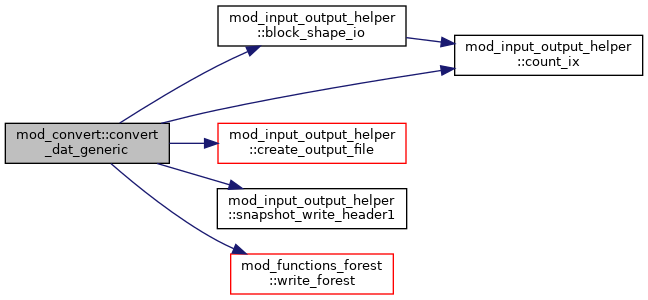 mod_convert::convert
_dat_generic
mod_input_output_helper
::block_shape_io
mod_input_output_helper
::count_ix
mod_input_output_helper
::create_output_file
mod_input_output_helper
::snapshot_write_header1
mod_functions_forest
::write_forest